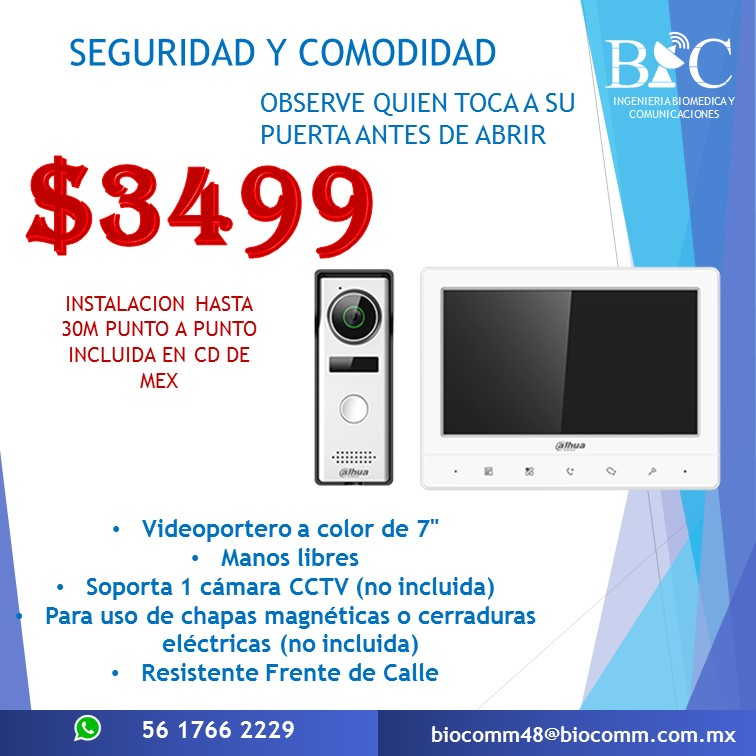 SEGURIDAD Y COMODIDAD
BIC
INGENIERIA BIOMEDICA Y
COMUNICACIONES
OBSERVE QUIEN TOCA A SU
PUERTA ANTES DE ABRIR
$3499
INSTALACION HASTA
30M PUNTO A PUNTO
INCLUIDA EN CD DE
MEX
alhua
alhua
• Videoportero a color de 7"
• Manos libres
• Soporta 1 cámara CCTV (no incluida)
• Para uso de chapas magnéticas o cerraduras
eléctricas (no incluida)
• Resistente Frente de Calle
56 1766 2229
biocomm48@biocomm.com.mx